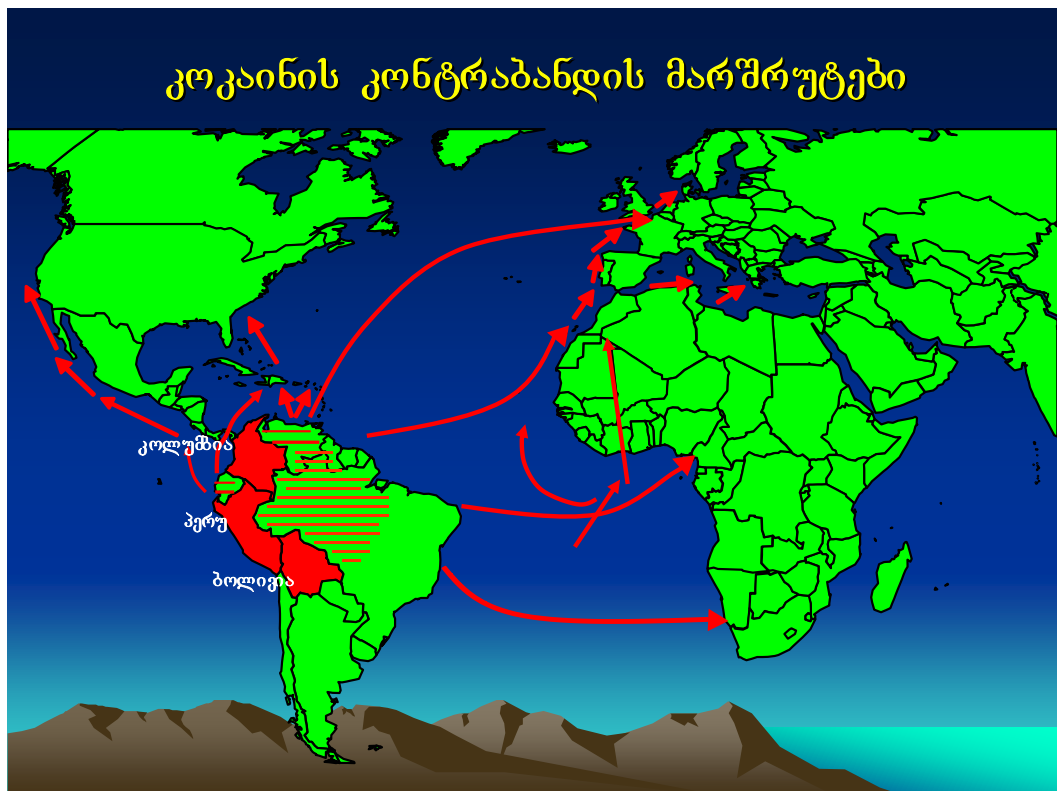 კოკაინის კონტრაბანდის მარშრუტები
კოლუმბია
პერუ
ბოლივია